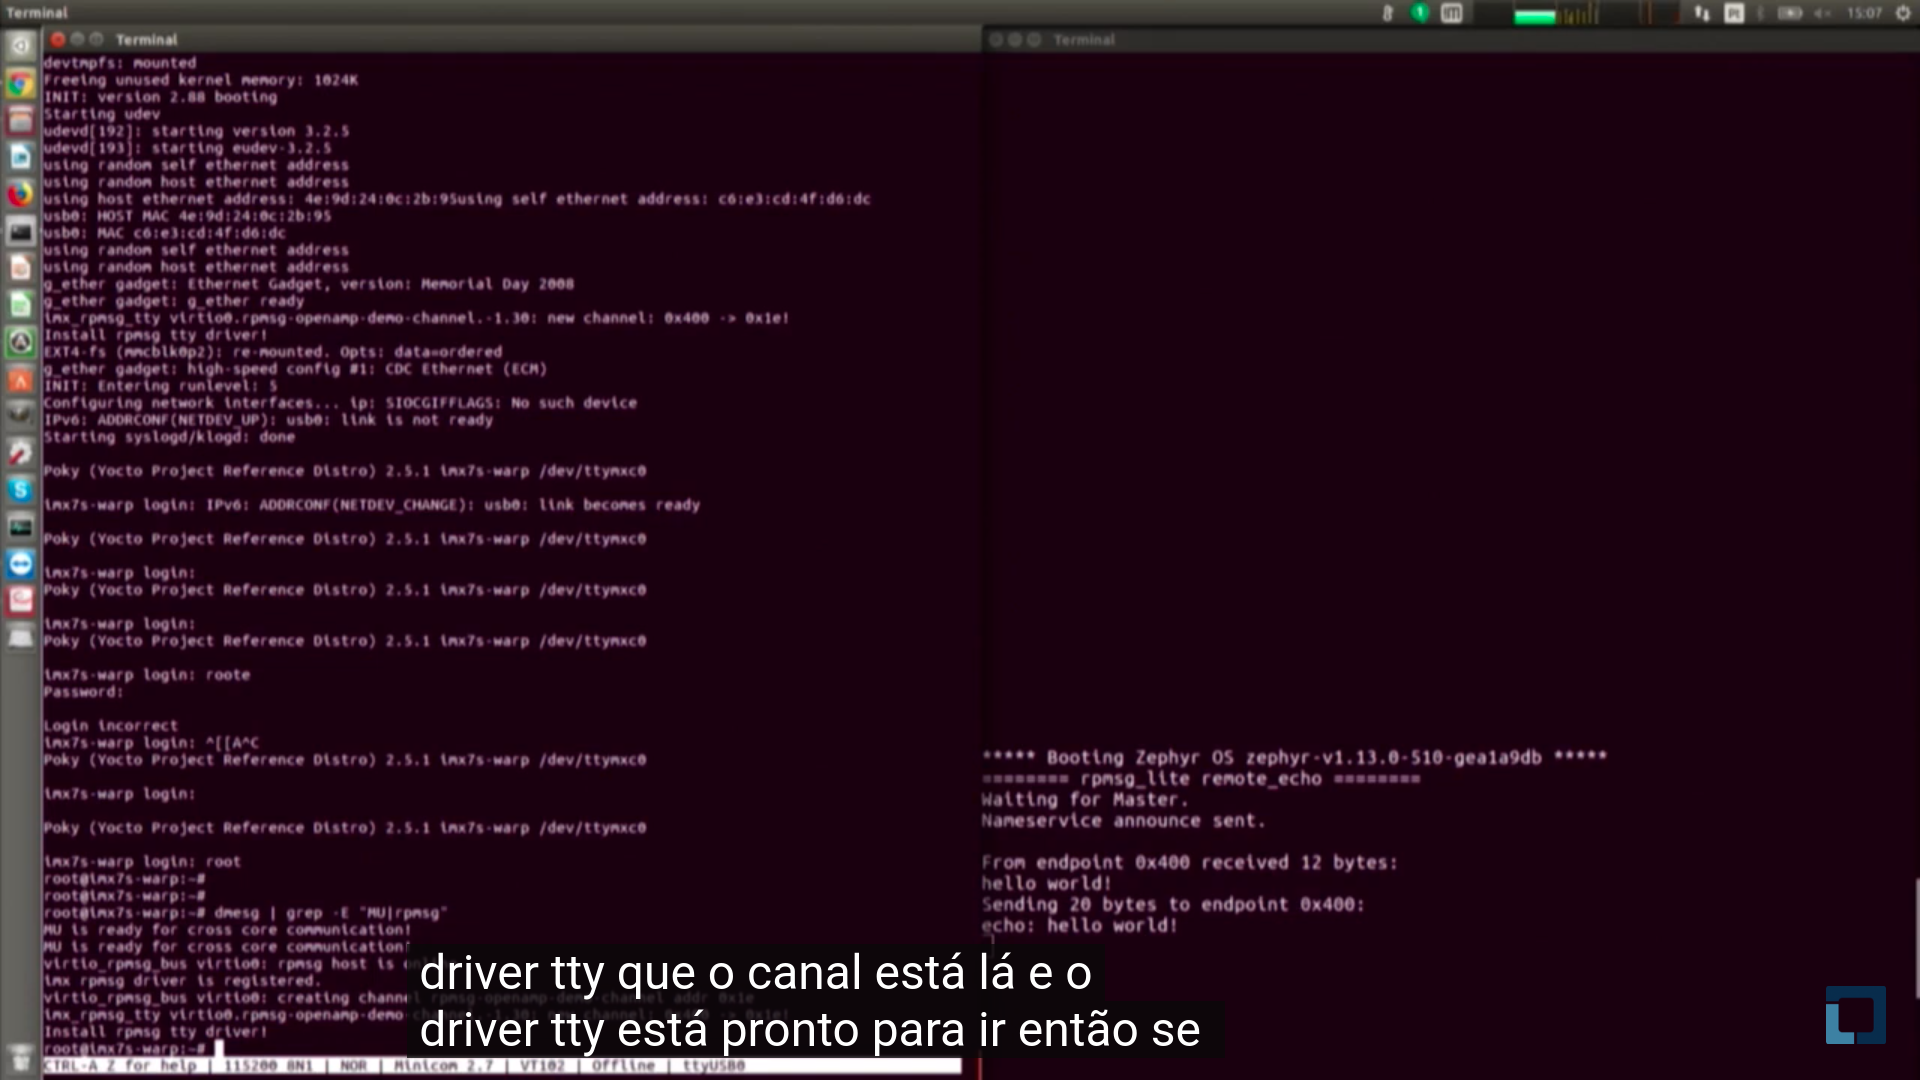 Terminal
15:07
Terminal
devtmpfs: mounted
Freeing unused kernel memory: 1024K
INIT: version 2.88 booting
Starting udev
udevd[192]: starting version 3.2.5
udevd[193]: starting eudev-3.2.5
using random self ethernet address
using random host ethernet address
using host ethernet address: 4e:9d:24:0c:2b:95using self ethernet address: c6:e3:cd:4f:d6:dc
usb0: HOST MAC 4e:9d:24:0c:2b:95
usb0: MAC c6:e3:cd:4f:d6:dc
using random self ethernet address
using random host ethernet address
g_ether gadget: Ethernet Gadget, version: Memorial Day 2008
g_ether gadget: g_ether ready
imx_rpmsg_tty virtio0.rpmsg-openamp-demo-channel.-1.30: new channel: 0x400 -> 0x1e!
Install rpmsg tty driver!
EXT4-fs (mmcblk0p2): re-mounted. Opts: data=ordered
g_ether gadget: high-speed config #1: CDC Ethernet (ECM)
INIT: Entering runlevel: 5
Configuring network interfaces... ip: SIOCGIFFLAGS: No such device
IPv6: ADDRCONF(NETDEV_UP): usb0: link is not ready
Starting syslogd/klogd: done
Poky (Yocto Project Reference Distro) 2.5.1 imx7s-warp /dev/ttymxc0
imx7s-warp login: IPv6: ADDRCONF(NETDEV_CHANGE): usb0: link becomes ready
Poky (Yocto Project Reference Distro) 2.5.1 imx7s-warp /dev/ttymxc0
imx7s-warp login:
Poky (Yocto Project Reference Distro) 2.5.1 imx7s-warp /dev/ttymxc0
imx7s-warp login:
Poky (Yocto Project Reference Distro) 2.5.1 imx7s-warp /dev/ttymxc0
imx7s-warp login: roote
Password:
Login incorrect
imx7s-warp login: ^[[A^C
Poky (Yocto Project Reference Distro) 2.5.1 imx7s-warp /dev/ttymxc0
imx7s-warp login:
Poky (Yocto Project Reference Distro) 2.5.1 imx7s-warp /dev/ttymxc0
imx7s-warp login: root
root@imx7s-warp:~#
root@imx7s-warp:~#
root@imx7s-warp:~# dmesg | grep -E "MU|rpmsg"
MU is ready for cross core communication!
MU is ready for cross core communication!
virtio_rpmsg_bus virtio0: rpmsg host is
imx rpmsg driver is registered.
virtio_rpmsg_bus virtio0: creating channel rpmsg-openamp-demo-channel addr 0x1e
imx_rpmsg_tty virtio0.rpmsg-openamp-demo-
Install rpmsg tty driver!
root@imx7s-warp:~#
CTRL-A Z for help | 115200 8N1 | NOR | Minicom 2.7 | VT102 | Offline | ttyUSB0
Terminal
***** Booting Zephyr OS zephyr-v1.13.0-510-gea1a9db *****
======== rpmsg_lite remote_echo ========
Waiting for Master.
Nameservice announce sent.
From endpoint 0x400 received 12 bytes:
hello world!
Sending 20 bytes to endpoint 0x400:
echo: hello world!
driver tty que o canal está lá e o
driver tty está pronto para ir então se